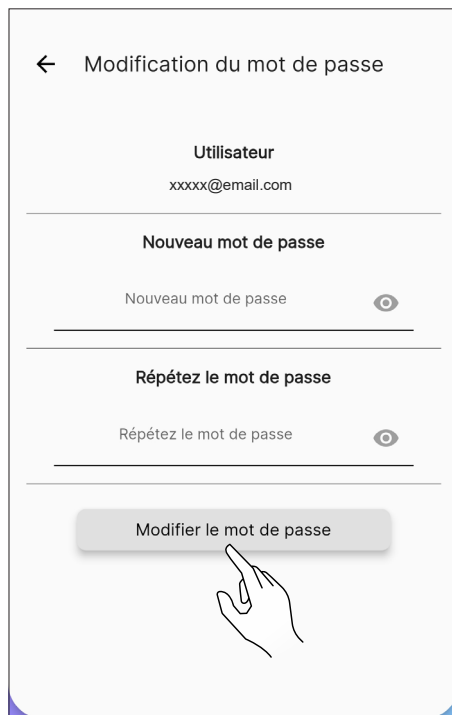 Modification du mot de passe
Utilisateur
xxxxx@email.com
Nouveau mot de passe
Nouveau mot de passe
Répétez le mot de passe
Répétez le mot de passe
Modifier le mot de passe